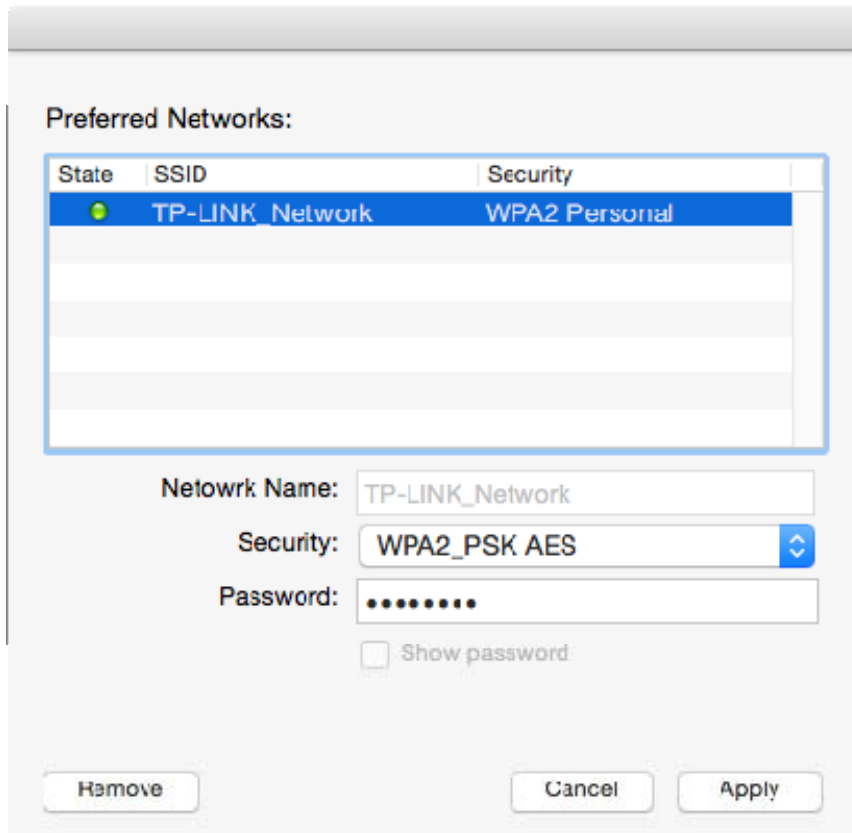 Preferred Networks:
State SSID Security
TP-LINK_Network WPA2 Personal
Netowrk Name: TP-LINK_Network
Security: WPA2_PSK AES
Password: ••••••••
Show password
Remove Cancel Apply